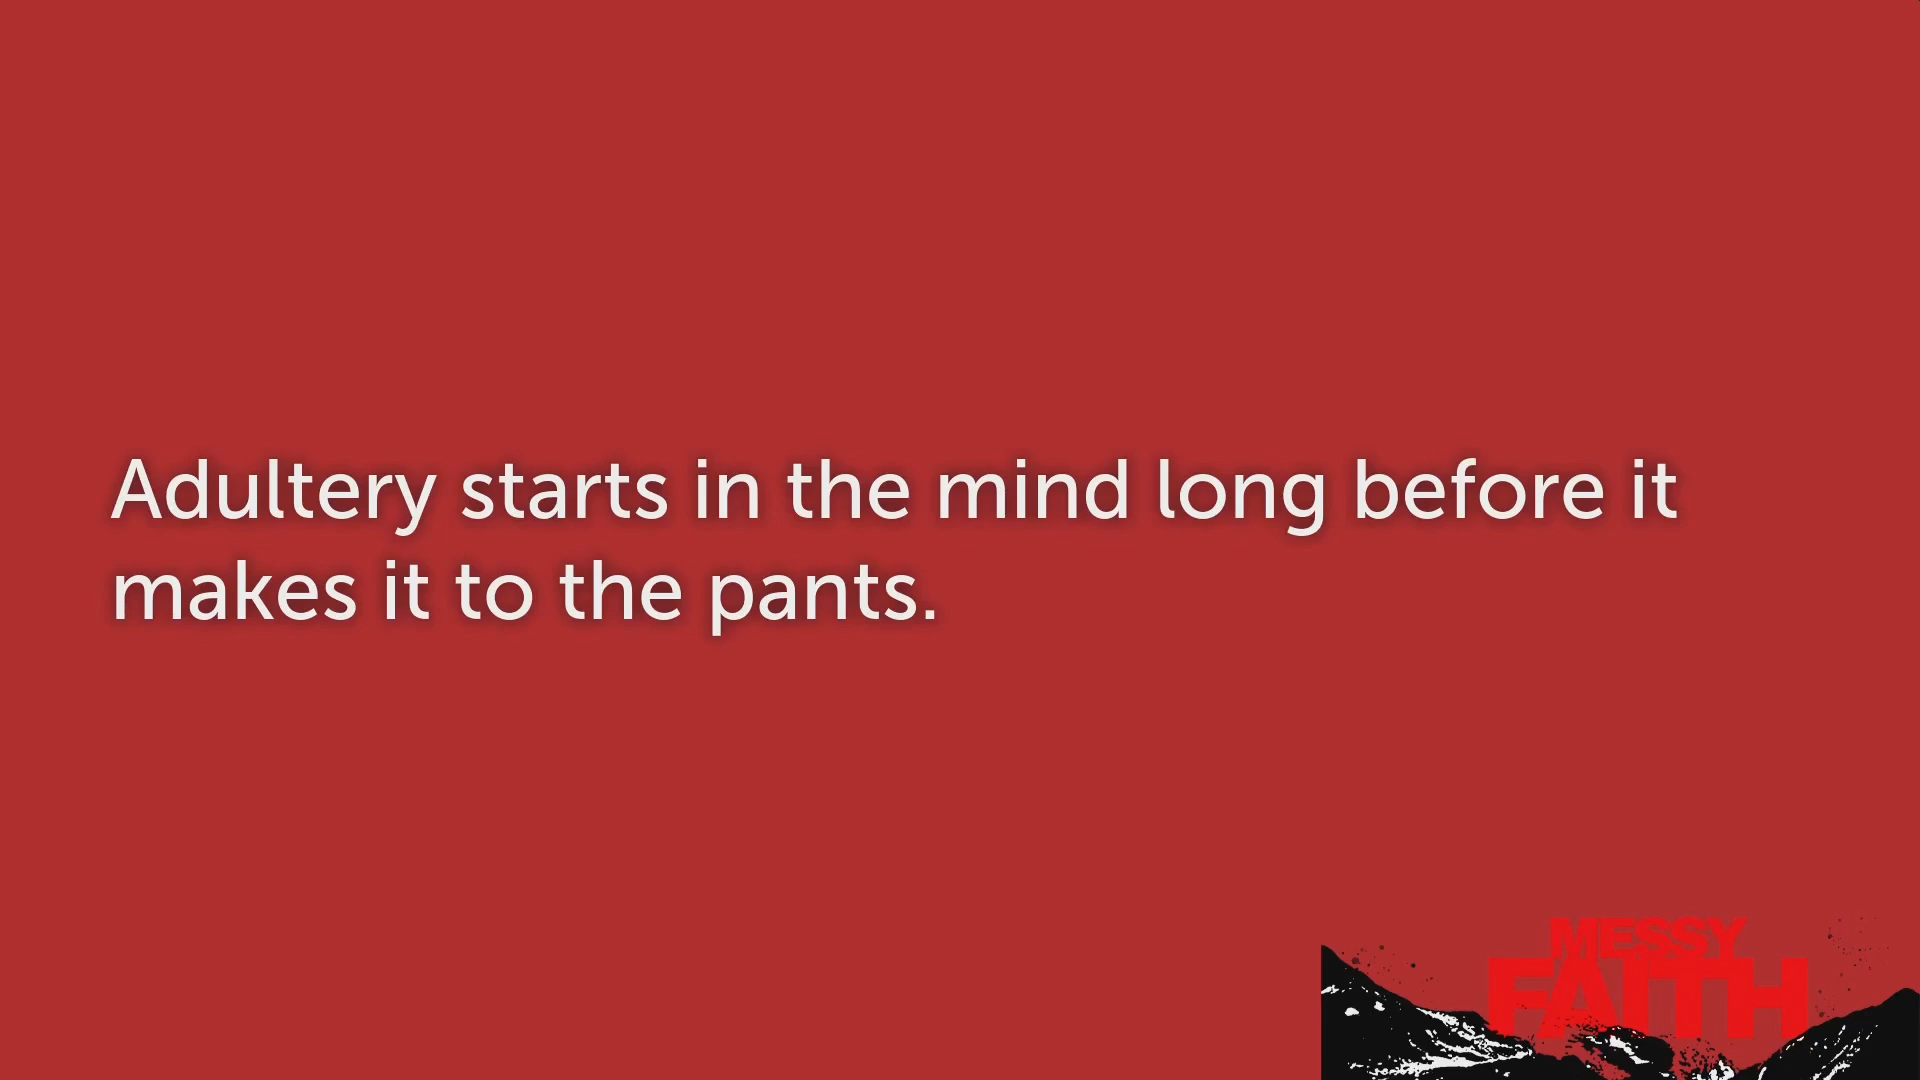 Adultery starts in the mind long before it
makes it to the pants.
MESSY
FAITH